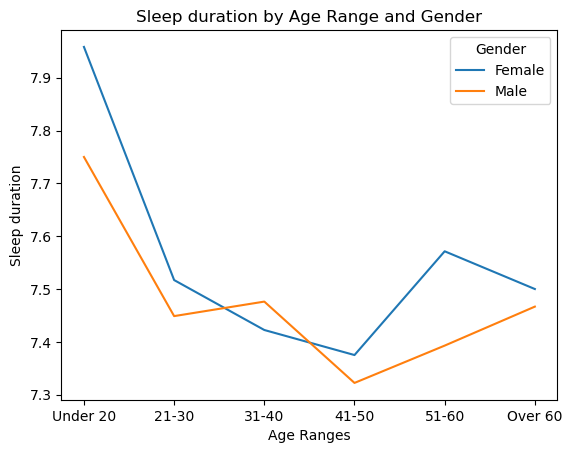 Sleep duration by Age Range and Gender
Gender
Female
Male
Sleep duration
7.9
7.8
7.7
7.6
7.5
7.4
7.3
Under 20 21-30 31-40 41-50 51-60 Over 60
Age Ranges